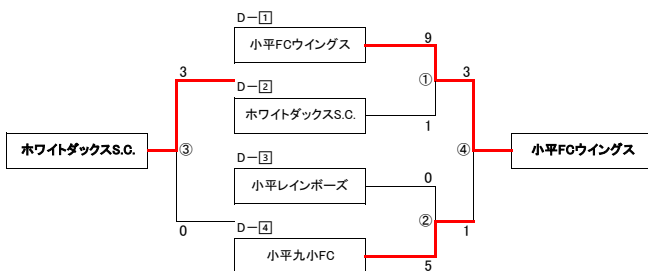 D－1
小平FCウイングス
9
3
3
D－2
①
ホワイトダックスS.C.
1
ホワイトダックスS.C.
③
④
小平FCウイングス
D－3
小平レインボーズ
0
②
D－4
0
1
小平九小FC
5